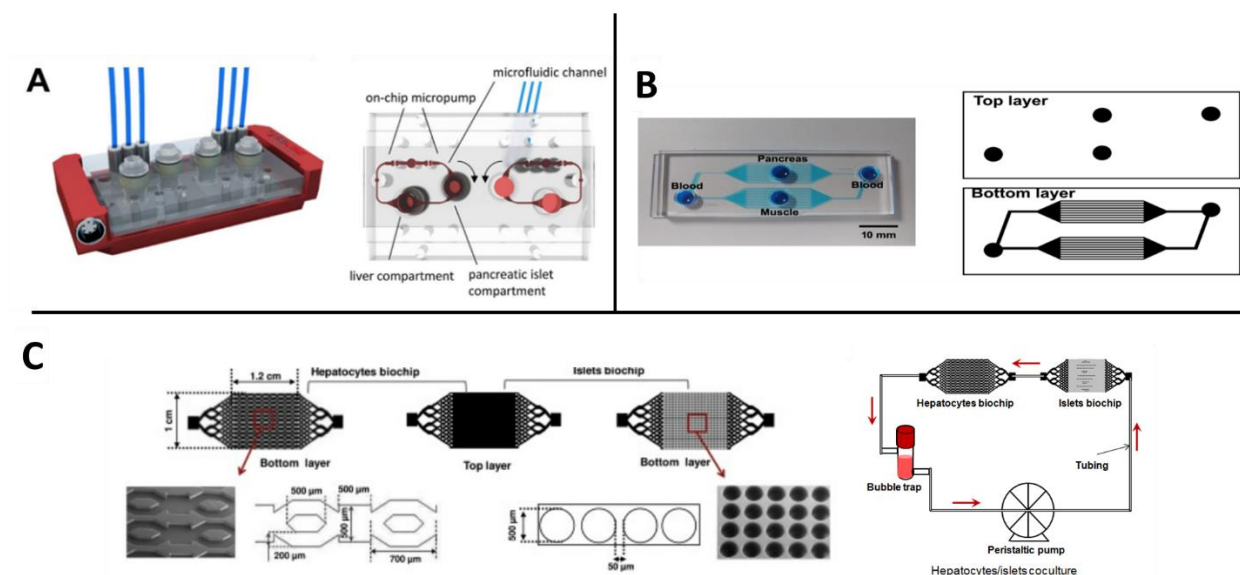 A
microfluidic channel
on-chip micropump
liver compartment
pancreatic islet
compartment
B
Pancreas
Blood
Blood
Muscle
10 mm
Top layer
Bottom layer
C
1.2 cm
Hepatocytes biochip
Islets biochip
1 cm
Bottom layer
Top layer
Bottom layer
500 µm
500 µm
500 µm
200 µm
700 µm
500 µm
50 µm
Hepatocytes biochip
Islets biochip
Bubble trap
Tubing
Peristaltic pump
Hepatocytes/islets coculture